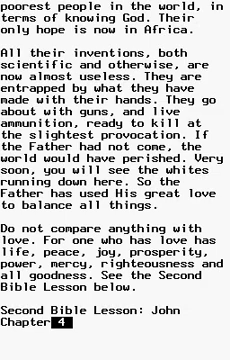 poorest people in the world, in
terms of knowing God. Their
only hope is now in Africa.
All their inventions, both
scientific and otherwise, are
now almost useless. They are
entrapped by what they have
made with their hands. They go
about with guns, and live
ammunition, ready to kill at
the slightest provocation. If
the Father had not come, the
world would have perished. Very
soon, you will see the whites
running down here. So the
Father has used His great love
to balance all things.
Do not compare anything with
love. For one who has love has
life, peace, joy, prosperity,
power, mercy, righteousness and
all goodness. See the Second
Bible Lesson below.
Second Bible Lesson: John
Chapter 4